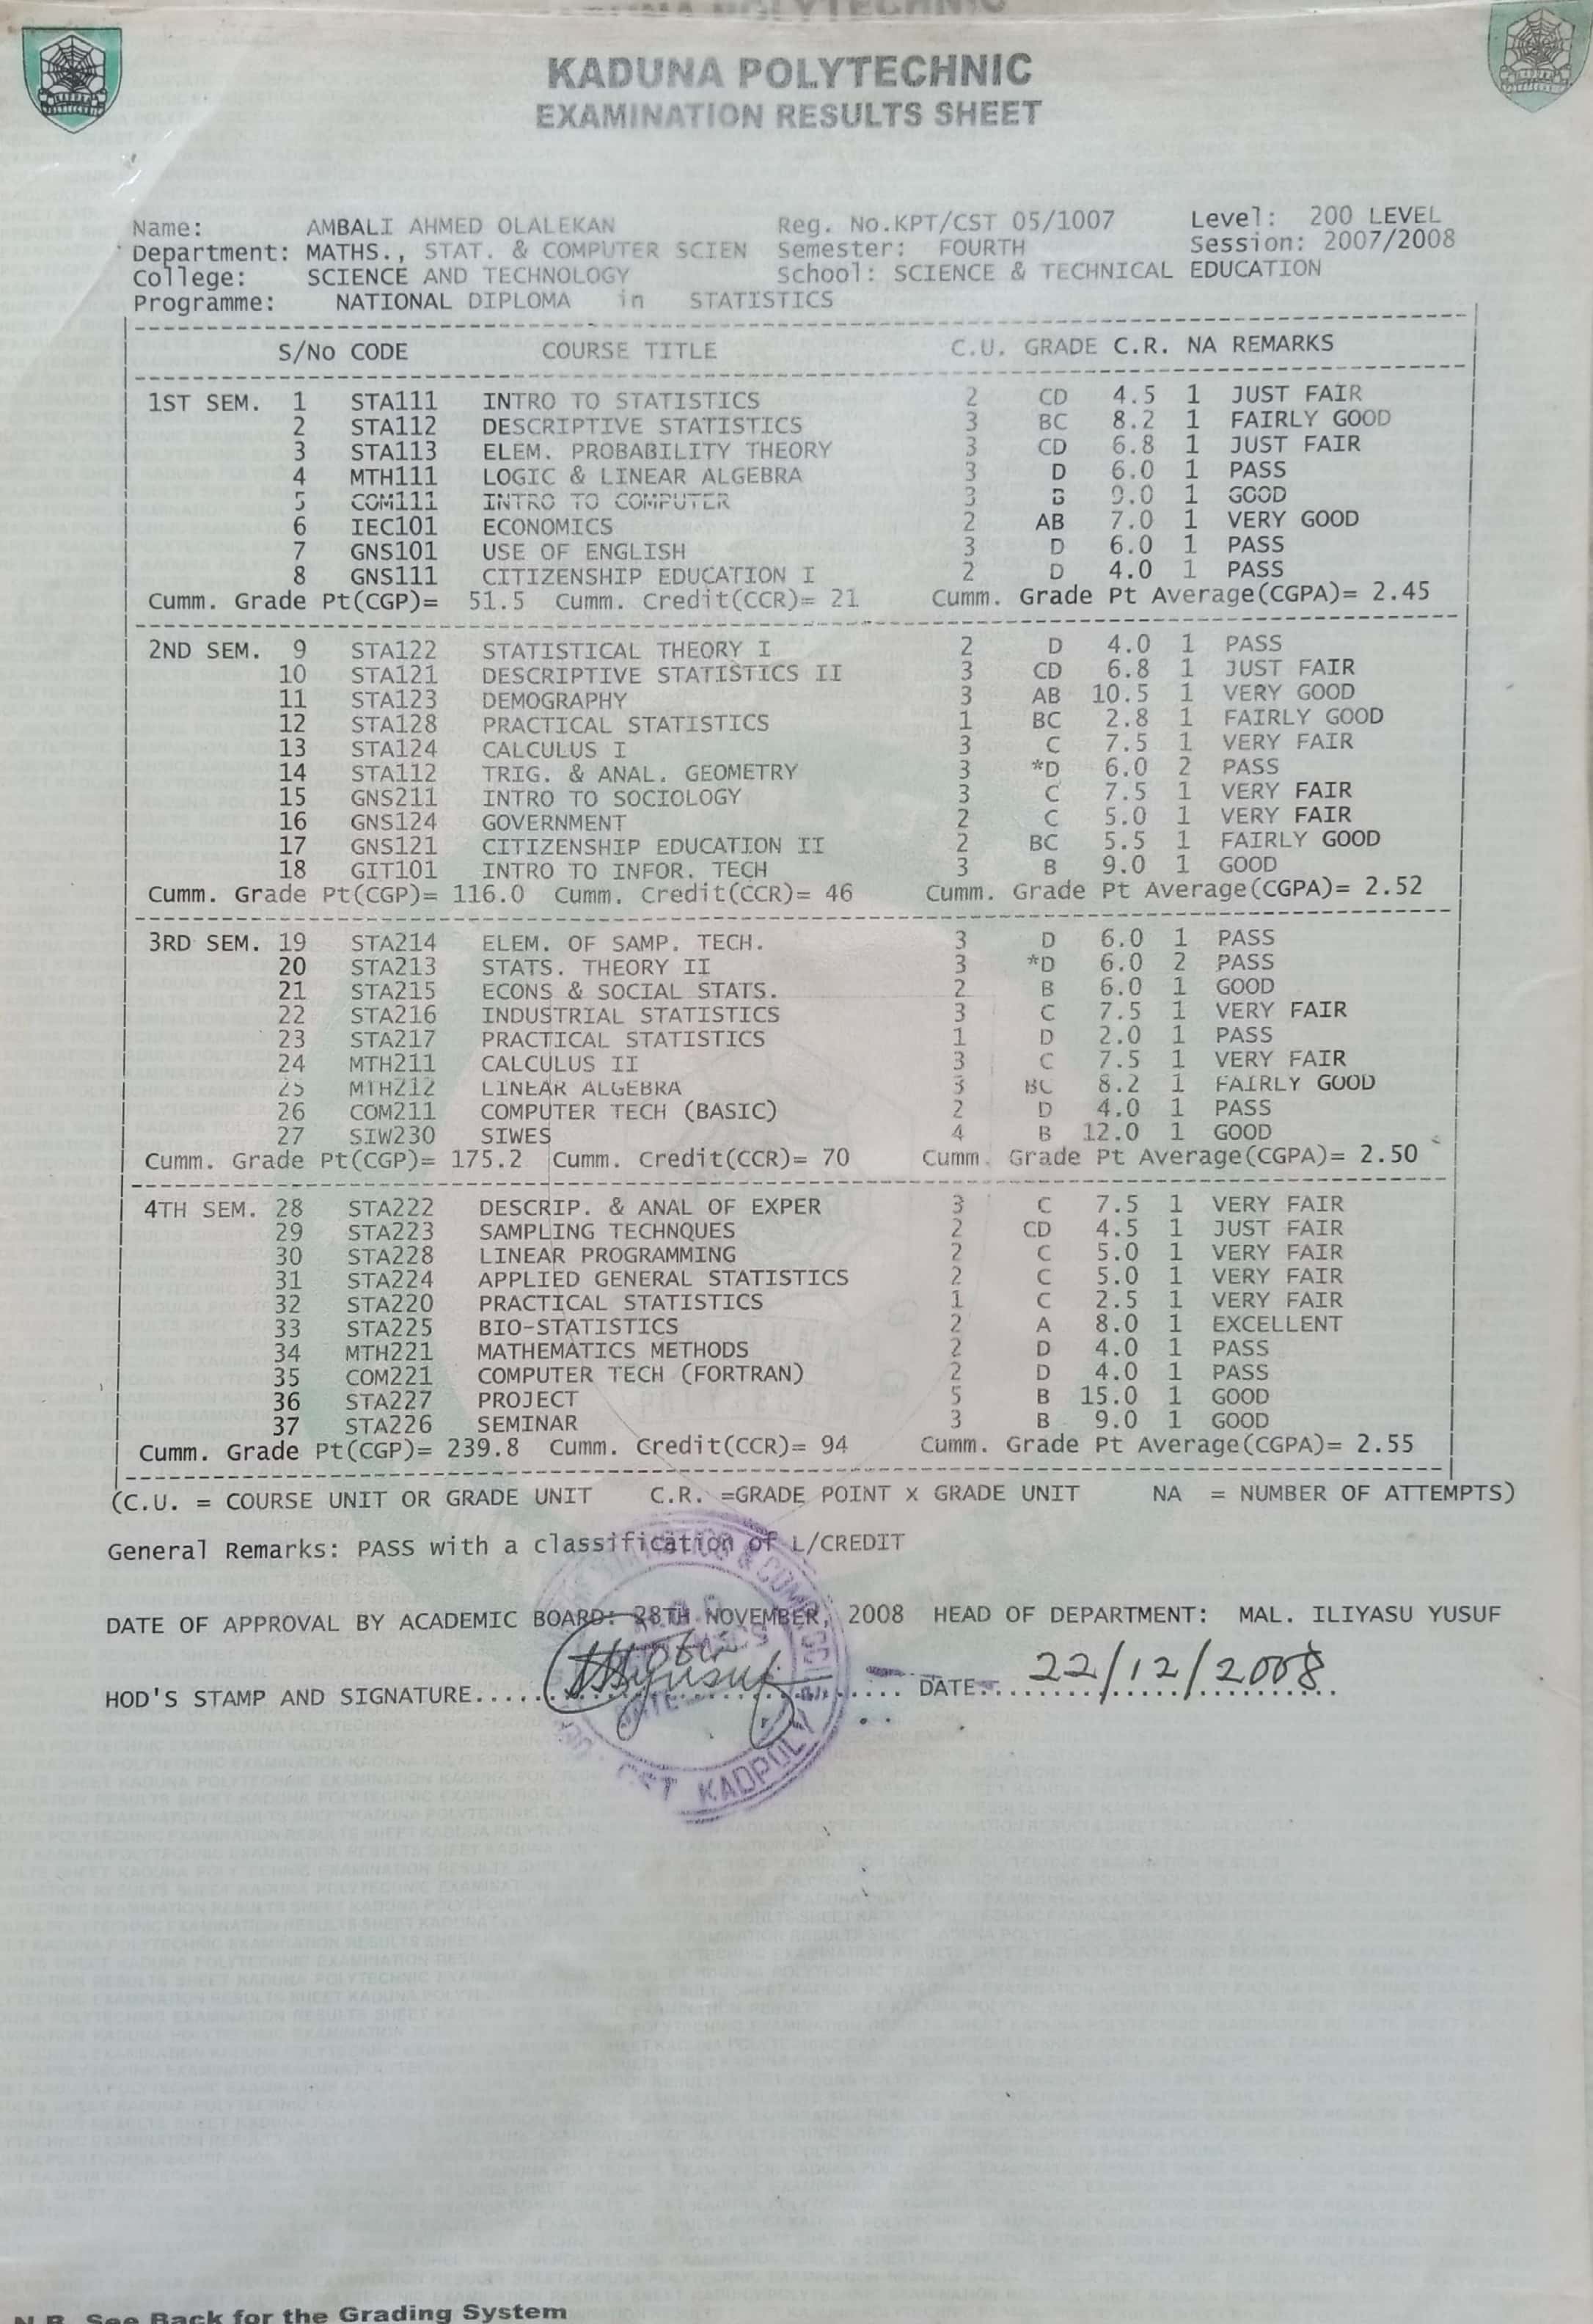 KADUNA POLYTECHNIC
KADUNA POLYTECHNIC
EXAMINATION RESULTS SHEET
Name: AMBALI AHMED OLALEKAN Reg. No.KPT/CST 05/1007 Level: 200 LEVEL
Department: MATHS., STAT. & COMPUTER SCIEN Semester: FOURTH Session: 2007/2008
College: SCIENCE AND TECHNOLOGY School: SCIENCE & TECHNICAL EDUCATION
Programme: NATIONAL DIPLOMA in STATISTICS
S/No CODE COURSE TITLE C.U. GRADE C.R. NA REMARKS
1ST SEM. 1 STA111 INTRO TO STATISTICS 2 CD 4.5 1 JUST FAIR
2 STA112 DESCRIPTIVE STATISTICS 3 BC 8.2 1 FAIRLY GOOD
3 STA113 ELEM. PROBABILITY THEORY 3 CD 6.8 1 JUST FAIR
4 MTH111 LOGIC & LINEAR ALGEBRA 3 D 6.0 1 PASS
5 COM111 INTRO TO COMPUTER 3 B 9.0 1 GOOD
6 IEC101 ECONOMICS 2 AB 7.0 1 VERY GOOD
7 GNS101 USE OF ENGLISH 3 D 6.0 1 PASS
8 GNS111 CITIZENSHIP EDUCATION I 2 D 4.0 1 PASS
Cumm. Grade Pt(CGP)= 51.5 Cumm. Credit(CCR)= 21 Cumm. Grade Pt Average(CGPA)= 2.45
2ND SEM. 9 STA122 STATISTICAL THEORY I 2 D 4.0 1 PASS
10 STA121 DESCRIPTIVE STATISTICS II 3 CD 6.8 1 JUST FAIR
11 STA123 DEMOGRAPHY 3 AB 10.5 1 VERY GOOD
12 STA128 PRACTICAL STATISTICS 1 BC 2.8 1 FAIRLY GOOD
13 STA124 CALCULUS I 3 C 7.5 1 VERY FAIR
14 STA112 TRIG. & ANAL. GEOMETRY 3 *D 6.0 2 PASS
15 GNS211 INTRO TO SOCIOLOGY 3 C 7.5 1 VERY FAIR
16 GNS124 GOVERNMENT 2 C 5.0 1 VERY FAIR
17 GNS121 CITIZENSHIP EDUCATION II 2 BC 5.5 1 FAIRLY GOOD
18 GIT101 INTRO TO INFOR. TECH 3 B 9.0 1 GOOD
Cumm. Grade Pt(CGP)= 116.0 Cumm. Credit(CCR)= 46 Cumm. Grade Pt Average(CGPA)= 2.52
3RD SEM. 19 STA214 ELEM. OF SAMP. TECH. 3 D 6.0 1 PASS
20 STA213 STATS. THEORY II 3 *D 6.0 2 PASS
21 STA215 ECONS & SOCIAL STATS. 2 B 6.0 1 GOOD
22 STA216 INDUSTRIAL STATISTICS 3 C 7.5 1 VERY FAIR
23 STA217 PRACTICAL STATISTICS 1 D 2.0 1 PASS
24 MTH211 CALCULUS II 3 C 7.5 1 VERY FAIR
25 MTH212 LINEAR ALGEBRA 3 BC 8.2 1 FAIRLY GOOD
26 COM211 COMPUTER TECH (BASIC) 2 D 4.0 1 PASS
27 SIW230 SIWES 4 B 12.0 1 GOOD
Cumm. Grade Pt(CGP)= 175.2 Cumm. Credit(CCR)= 70 Cumm. Grade Pt Average(CGPA)= 2.50
4TH SEM. 28 STA222 DESCRIP. & ANAL OF EXPER 3 C 7.5 1 VERY FAIR
29 STA223 SAMPLING TECHNQUES 2 CD 4.5 1 JUST FAIR
30 STA228 LINEAR PROGRAMMING 2 C 5.0 1 VERY FAIR
31 STA224 APPLIED GENERAL STATISTICS 2 C 5.0 1 VERY FAIR
32 STA220 PRACTICAL STATISTICS 1 C 2.5 1 VERY FAIR
33 STA225 BIO-STATISTICS 2 A 8.0 1 EXCELLENT
34 MTH221 MATHEMATICS METHODS 2 D 4.0 1 PASS
35 COM221 COMPUTER TECH (FORTRAN) 2 D 4.0 1 PASS
36 STA227 PROJECT 5 B 15.0 1 GOOD
37 STA226 SEMINAR 3 B 9.0 1 GOOD
Cumm. Grade Pt(CGP)= 239.8 Cumm. Credit(CCR)= 94 Cumm. Grade Pt Average(CGPA)= 2.55
(C.U. = COURSE UNIT OR GRADE UNIT C.R. =GRADE POINT X GRADE UNIT NA = NUMBER OF ATTEMPTS)
General Remarks: PASS with a classification of L/CREDIT
DATE OF APPROVAL BY ACADEMIC BOARD: 28TH NOVEMBER, 2008 HEAD OF DEPARTMENT: MAL. ILIYASU YUSUF
HOD'S STAMP AND SIGNATURE.... DATE... 22/12/2008
CST KADPOLY
N.B. See Back for the Grading System